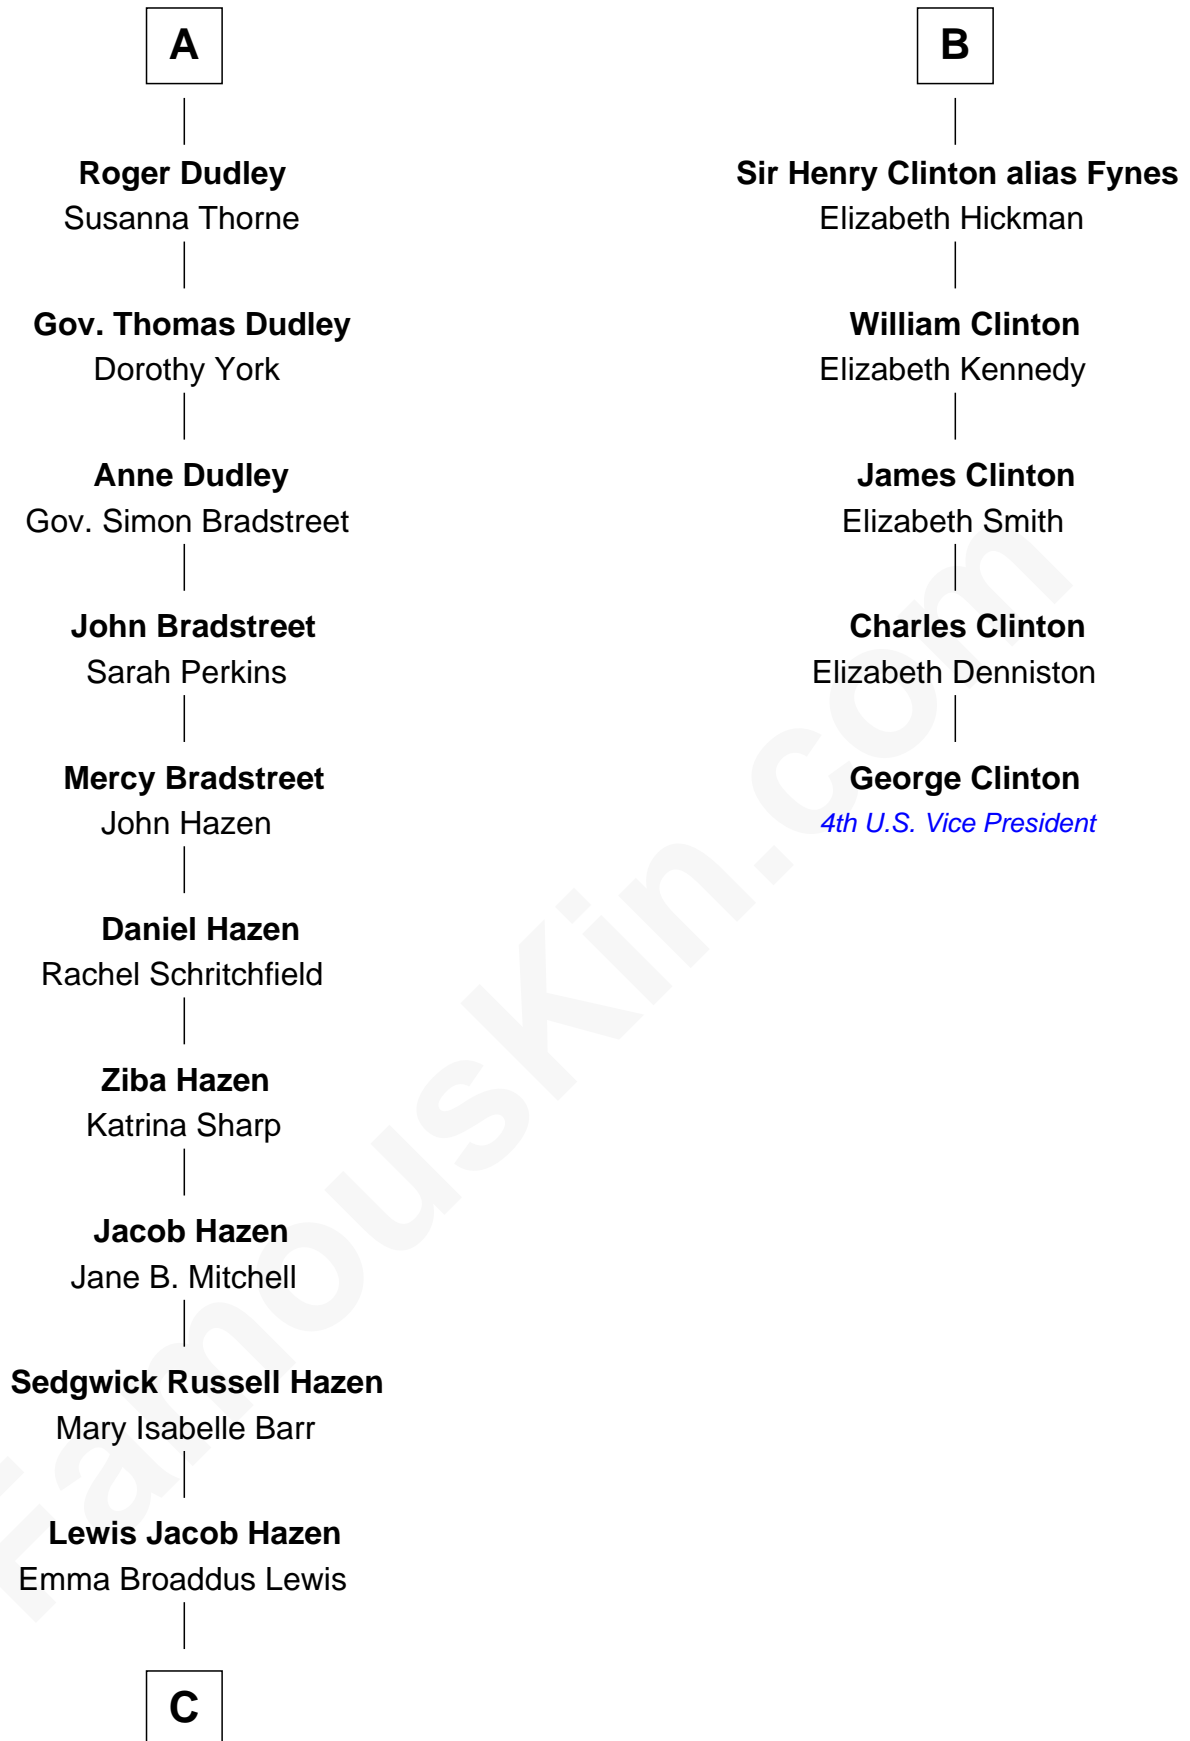 A
Roger Dudley
Susanna Thorne
Gov. Thomas Dudley
Dorothy York
Anne Dudley
Gov. Simon Bradstreet
John Bradstreet
Sarah Perkins
Mercy Bradstreet
John Hazen
Daniel Hazen
Rachel Schritchfield
Ziba Hazen
Katrina Sharp
Jacob Hazen
Jane B. Mitchell
Sedgwick Russell Hazen
Mary Isabelle Barr
Lewis Jacob Hazen
Emma Broaddus Lewis
C
B
Sir Henry Clinton alias Fynes
Elizabeth Hickman
William Clinton
Elizabeth Kennedy
James Clinton
Elizabeth Smith
Charles Clinton
Elizabeth Denniston
George Clinton
4th U.S. Vice President
FamousKin.com